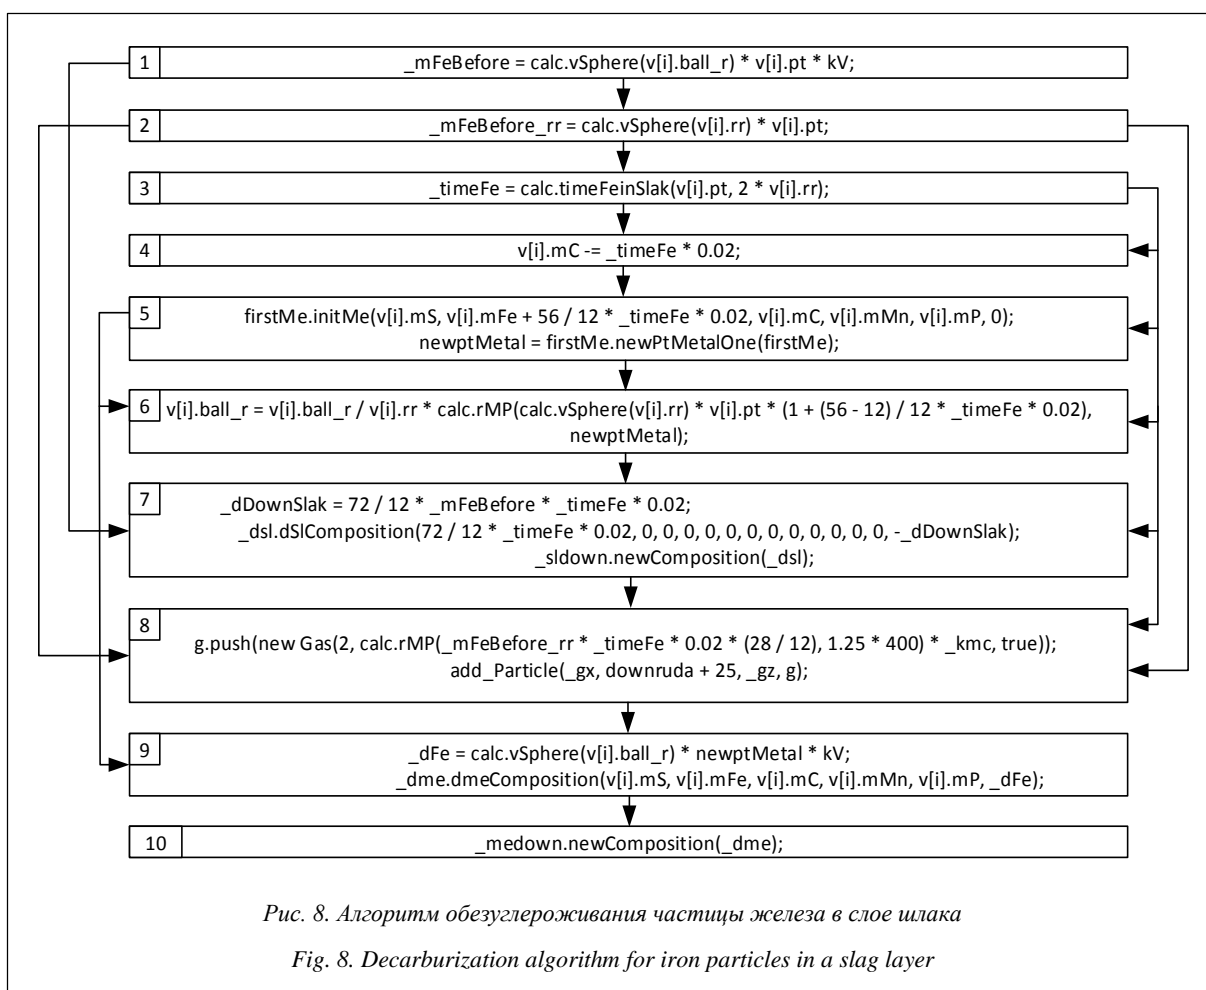 1 _mFeBefore = calc.vSphere(v[i].ball_r) * v[i].pt * kV;
2 _mFeBefore_rr = calc.vSphere(v[i].rr) * v[i].pt;
3 _timeFe = calc.timeFeinSlak(v[i].pt, 2 * v[i].rr);
4 v[i].mC -= _timeFe * 0.02;
5 firstMe.initMe(v[i].mS, v[i].mFe + 56 / 12 * _timeFe * 0.02, v[i].mC, v[i].mMn, v[i].mP, 0);
newptMetal = firstMe.newPtMetalOne(firstMe);
6 v[i].ball_r = v[i].ball_r / v[i].rr * calc.rMP(calc.vSphere(v[i].rr) * v[i].pt * (1 + (56 - 12) / 12 * _timeFe * 0.02),
newptMetal);
7 _dDownSlak = 72 / 12 * _mFeBefore * _timeFe * 0.02;
_dsl.dSlComposition(72 / 12 * _timeFe * 0.02, 0, 0, 0, 0, 0, 0, 0, 0, 0, 0, 0, 0, -_dDownSlak);
_sldown.newComposition(_dsl);
8 g.push(new Gas(2, calc.rMP(_mFeBefore_rr * _timeFe * 0.02 * (28 / 12), 1.25 * 400) * _kmc, true));
add_Particle(_gx, downruda + 25, _gz, g);
9 _dFe = calc.vSphere(v[i].ball_r) * newptMetal * kV;
_dme.dmeComposition(v[i].mS, v[i].mFe, v[i].mC, v[i].mMn, v[i].mP, _dFe);
10 _medown.newComposition(_dme);
Рис. 8. Алгоритм обезуглероживания частицы железа в слое шлака
Fig. 8. Decarburization algorithm for iron particles in a slag layer